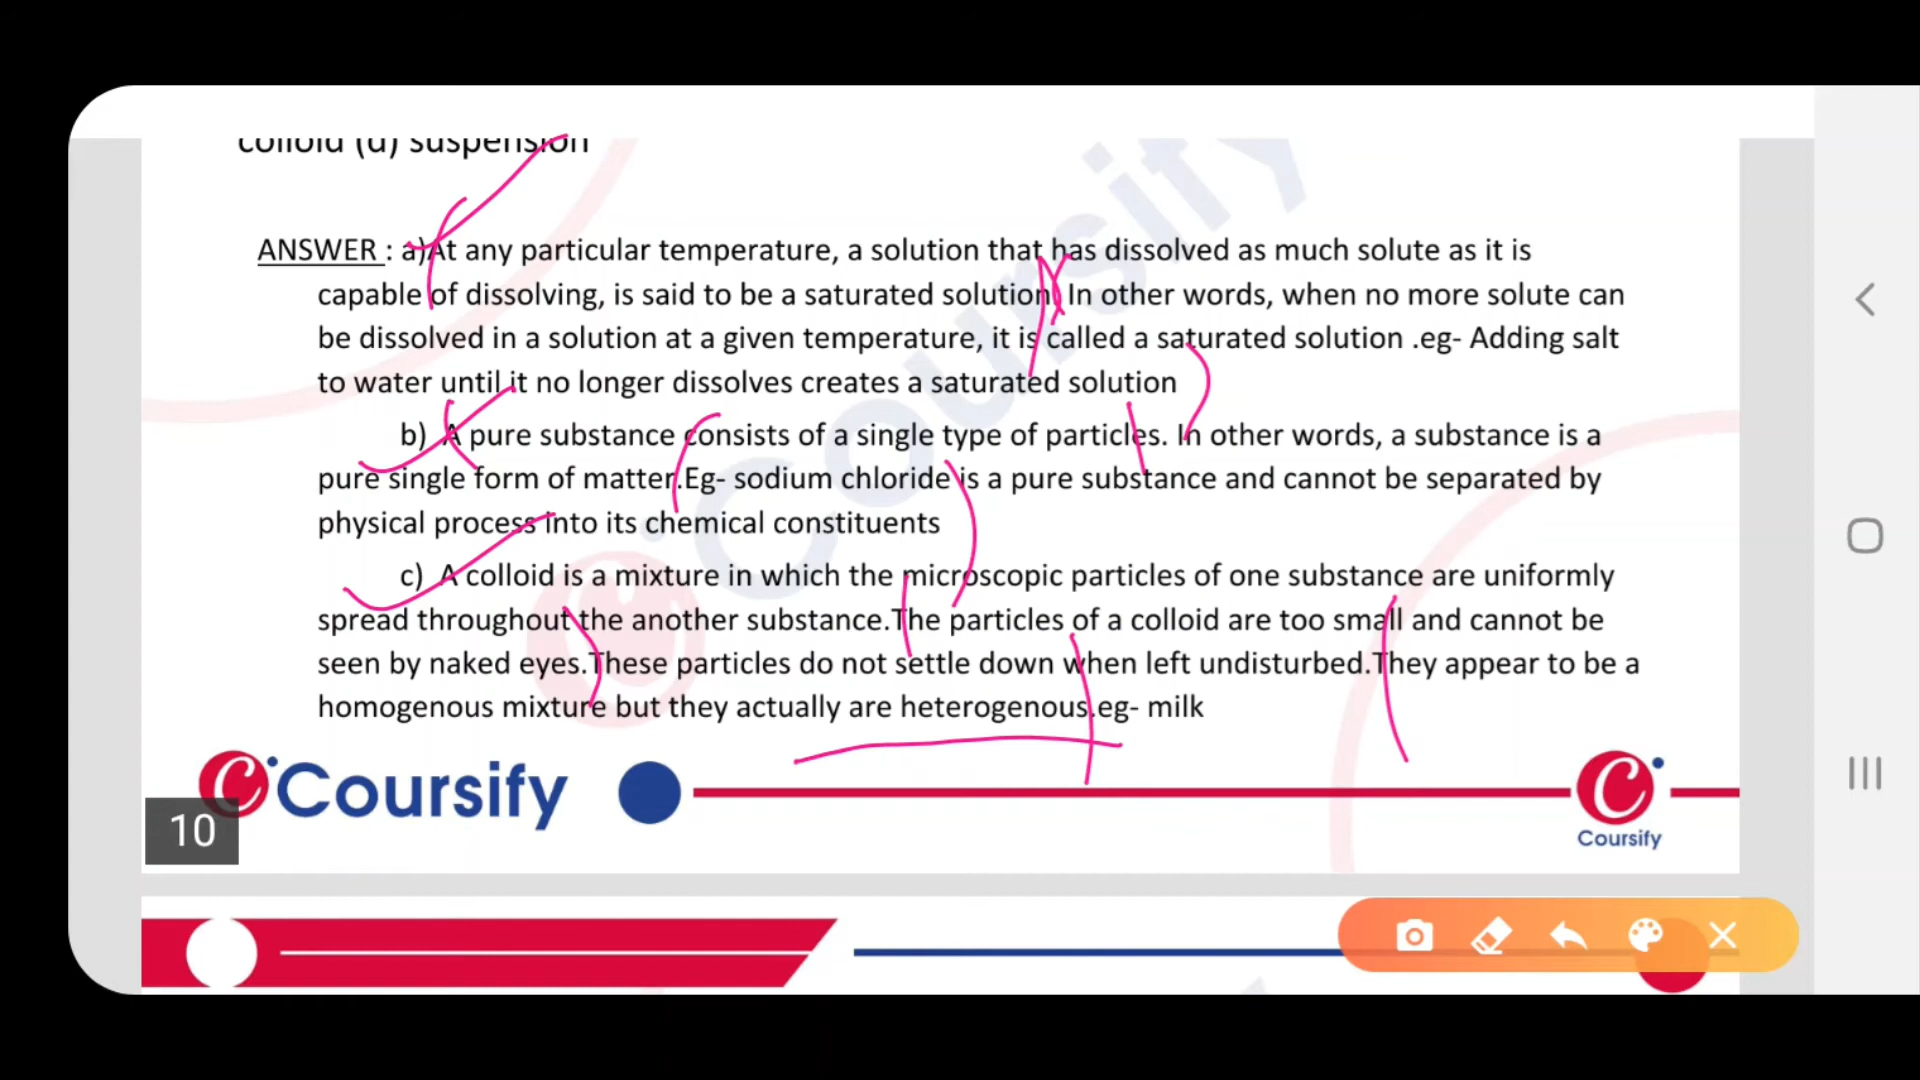 colloid (d) suspension
ANSWER : a)At any particular temperature, a solution that has dissolved as much solute as it is
capable of dissolving, is said to be a saturated solution. In other words, when no more solute can
be dissolved in a solution at a given temperature, it is called a saturated solution .eg- Adding salt
to water until it no longer dissolves creates a saturated solution
b) A pure substance consists of a single type of particles. In other words, a substance is a
pure single form of matter.Eg- sodium chloride is a pure substance and cannot be separated by
physical process into its chemical constituents
c) A colloid is a mixture in which the microscopic particles of one substance are uniformly
spread throughout the another substance.The particles of a colloid are too small and cannot be
seen by naked eyes.These particles do not settle down when left undisturbed.They appear to be a
homogenous mixture but they actually are heterogenous.eg- milk
Coursify
Coursify
10
Coursify